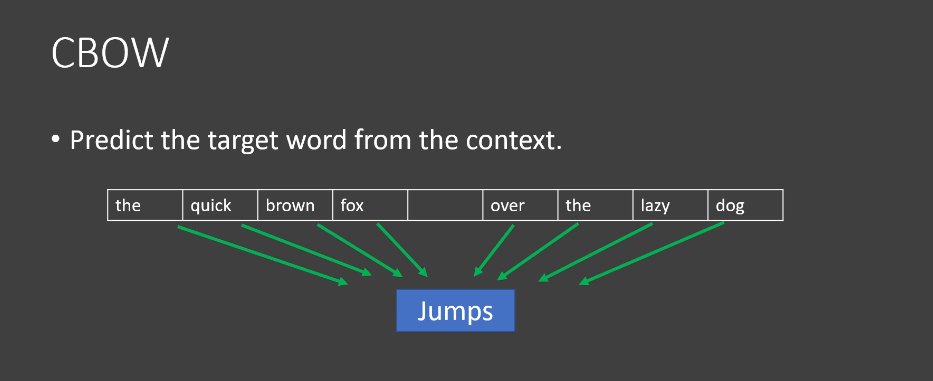 CBOW
• Predict the target word from the context.
the quick brown fox over the lazy dog
Jumps